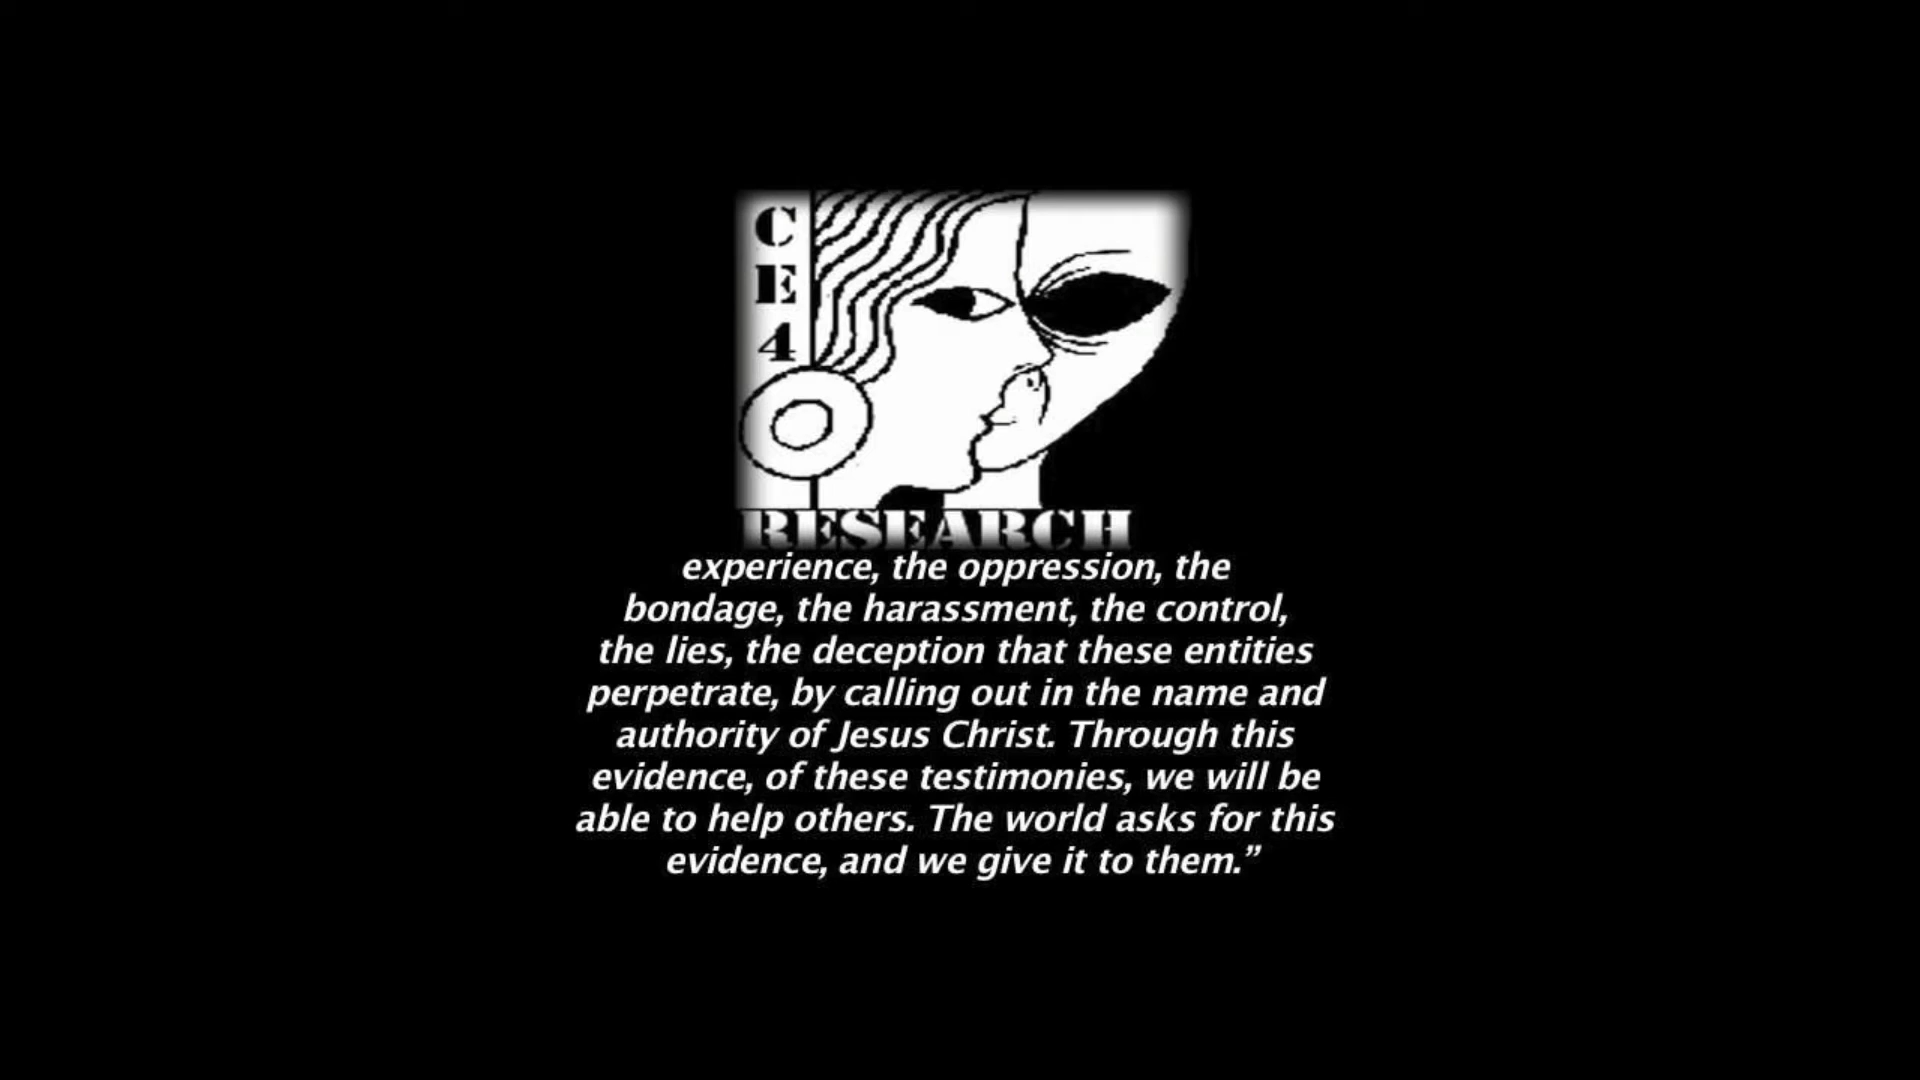 C
E
4
RESEARCH
experience, the oppression, the
bondage, the harassment, the control,
the lies, the deception that these entities
perpetrate, by calling out in the name and
authority of Jesus Christ. Through this
evidence, of these testimonies, we will be
able to help others. The world asks for this
evidence, and we give it to them.”